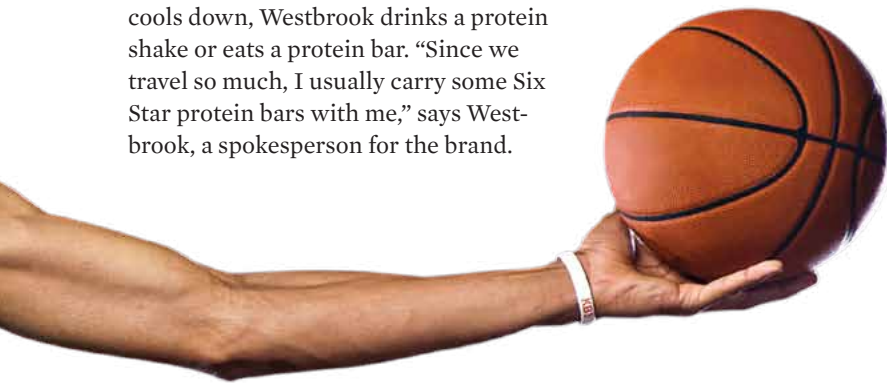 cools down, Westbrook drinks a protein
shake or eats a protein bar. “Since we
travel so much, I usually carry some Six
Star protein bars with me,” says West-
brook, a spokesperson for the brand.
KB